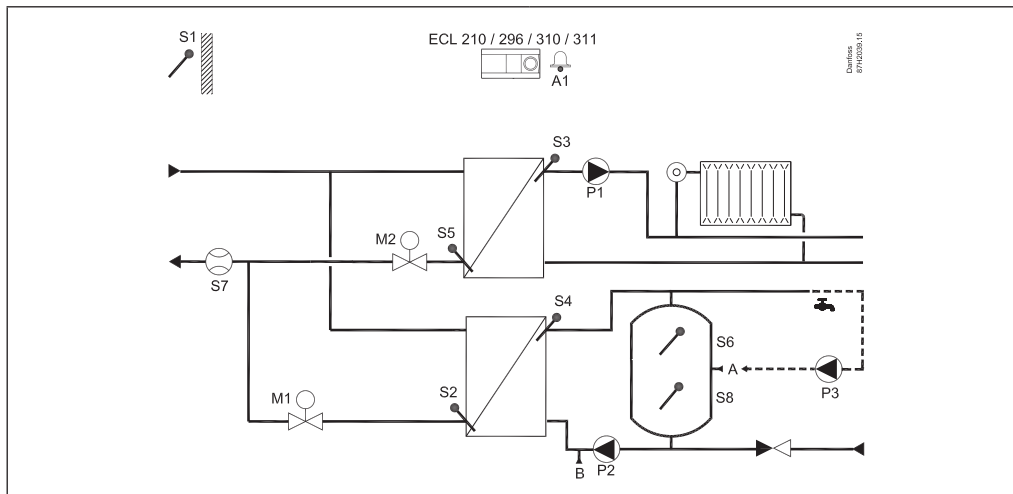 S1
ECL 210 / 296 / 310 / 311
A1
Danfoss
87H2039.15
S3
P1
M2
S5
S7
S4
S6
A
S8
P3
M1
S2
B
P2